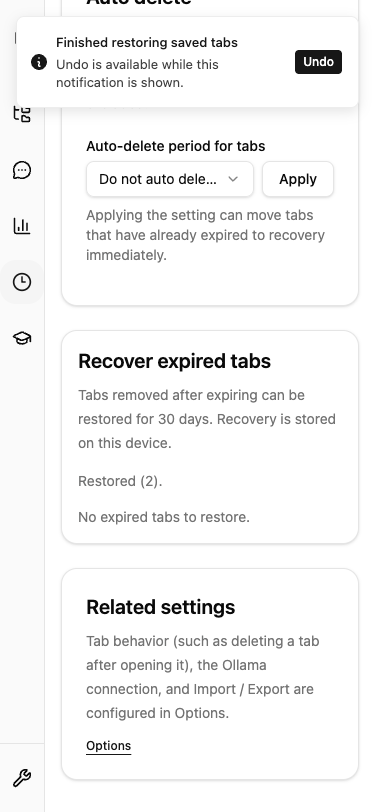 Auto delete
Finished restoring saved tabs
Undo is available while this
notification is shown.
Undo
Auto-delete period for tabs
Do not auto dele...
Apply
Applying the setting can move tabs
that have already expired to recovery
immediately.
Recover expired tabs
Tabs removed after expiring can be
restored for 30 days. Recovery is stored
on this device.
Restored (2).
No expired tabs to restore.
Related settings
Tab behavior (such as deleting a tab
after opening it), the Ollama
connection, and Import / Export are
configured in Options.
Options